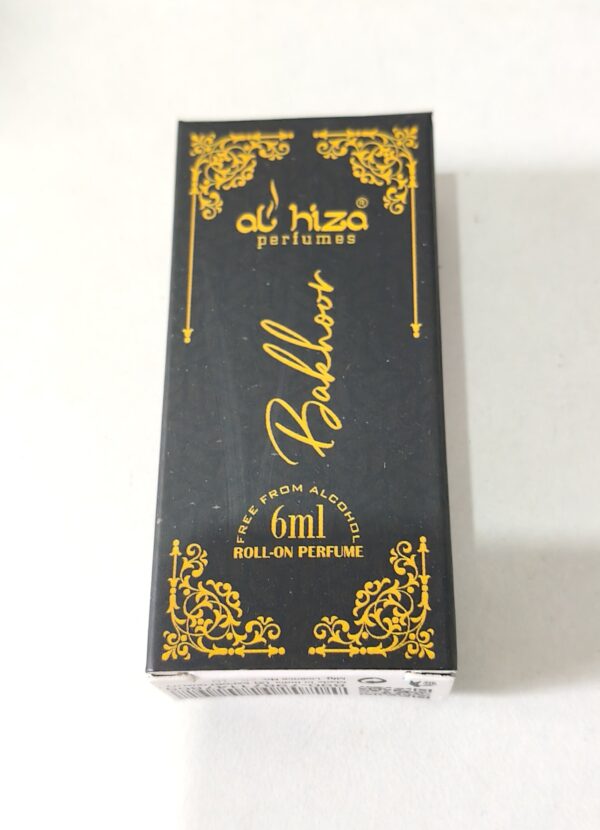 al hiza®
perfumes
Bakhoor
FREE FROM ALCOHOL
6ml
ROLL-ON PERFUME